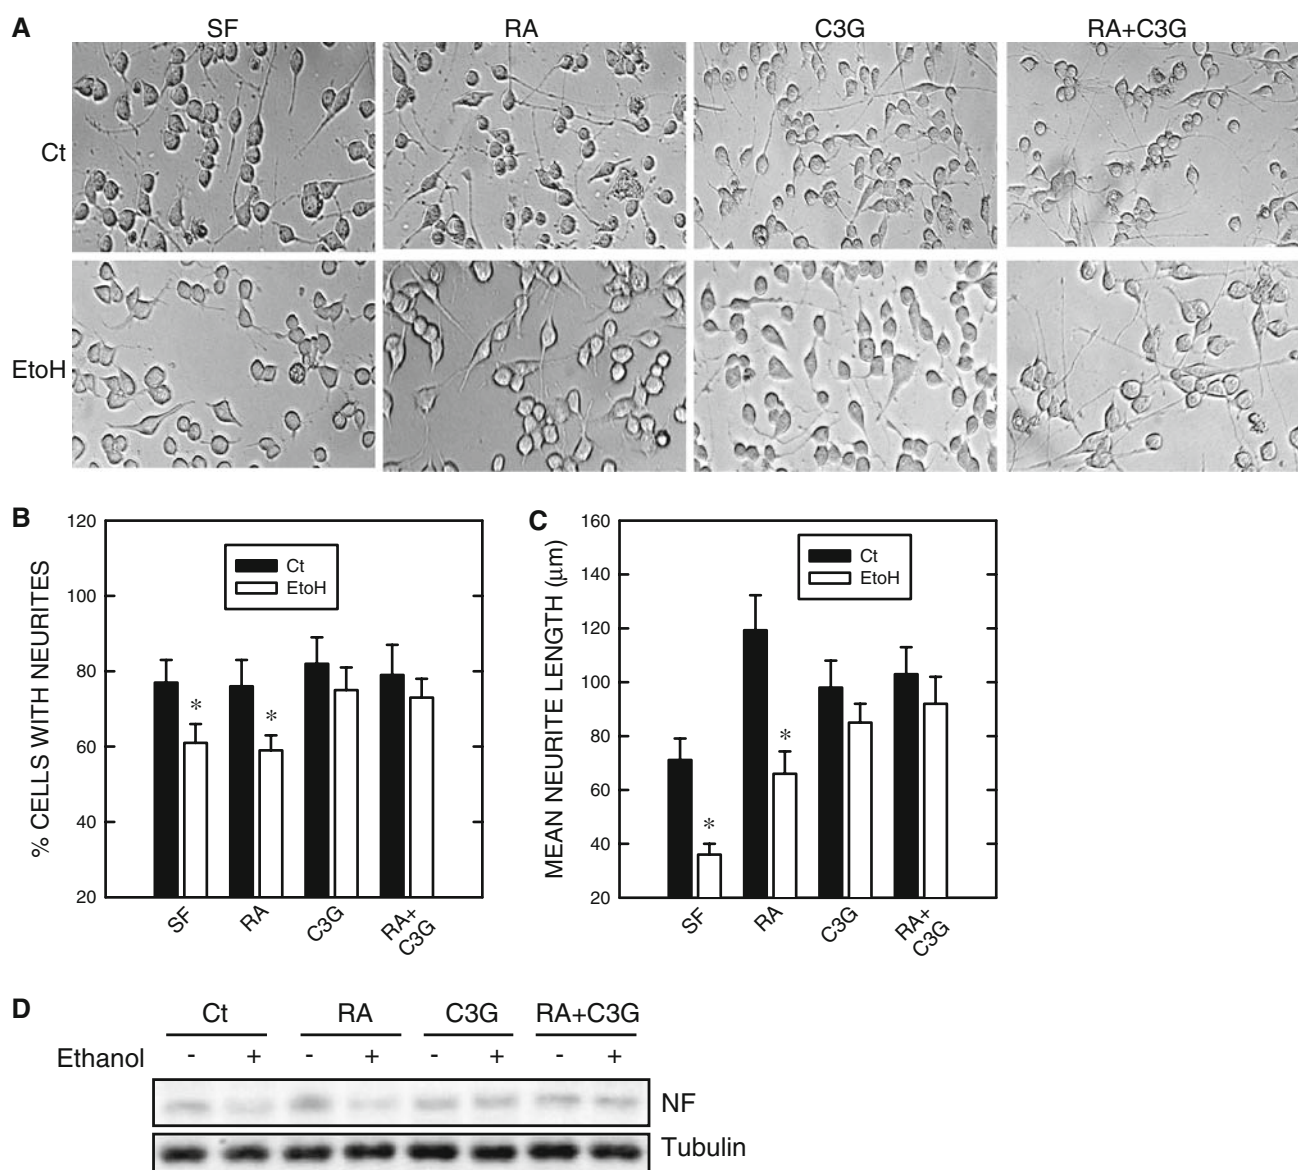 A SF RA C3G RA+C3G
Ct
EtoH
B
% CELLS WITH NEURITES
120
100
80
60
40
20
Ct
EtoH
*
*
SF RA C3G RA+
C3G
C
MEAN NEURITE LENGTH (µm)
160
140
120
100
80
60
40
20
Ct
EtoH
*
*
SF RA C3G RA+
C3G
D Ct RA C3G RA+C3G
Ethanol - + - + - + - +
NF
Tubulin